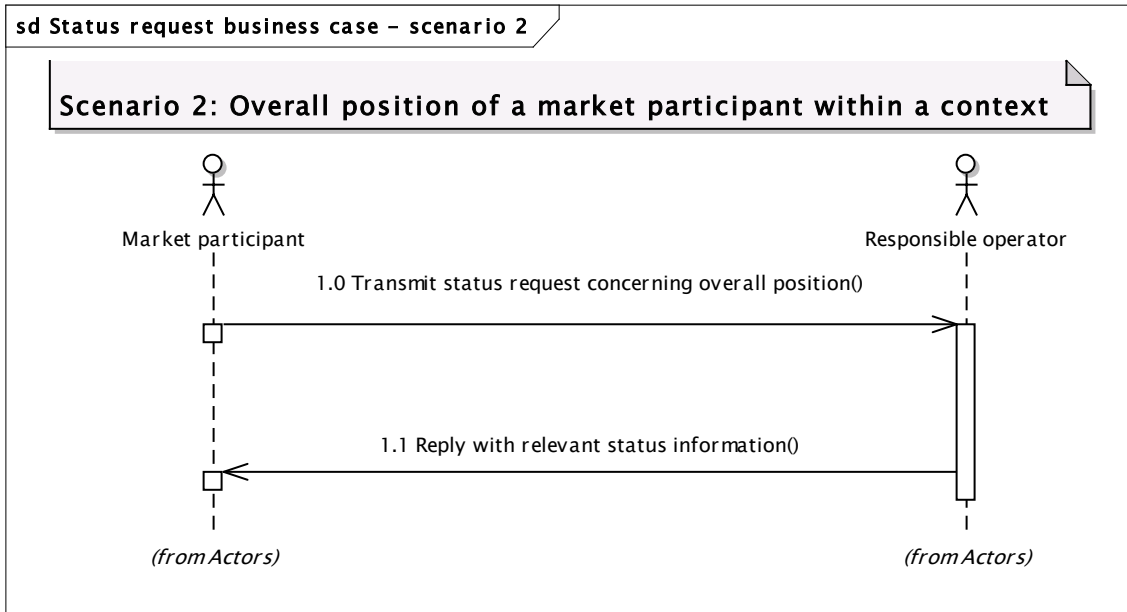 sd Status request business case – scenario 2
Scenario 2: Overall position of a market participant within a context
Market participant
Responsible operator
1.0 Transmit status request concerning overall position()
1.1 Reply with relevant status information()
(from Actors)
(from Actors)